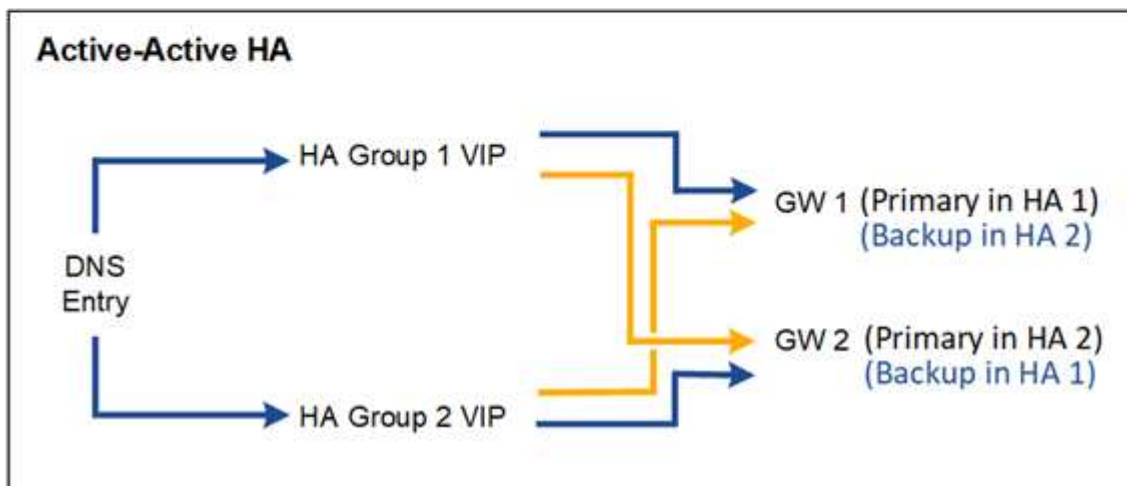 Active-Active HA
HA Group 1 VIP
GW 1 (Primary in HA 1)
(Backup in HA 2)
DNS
Entry
GW 2 (Primary in HA 2)
(Backup in HA 1)
HA Group 2 VIP